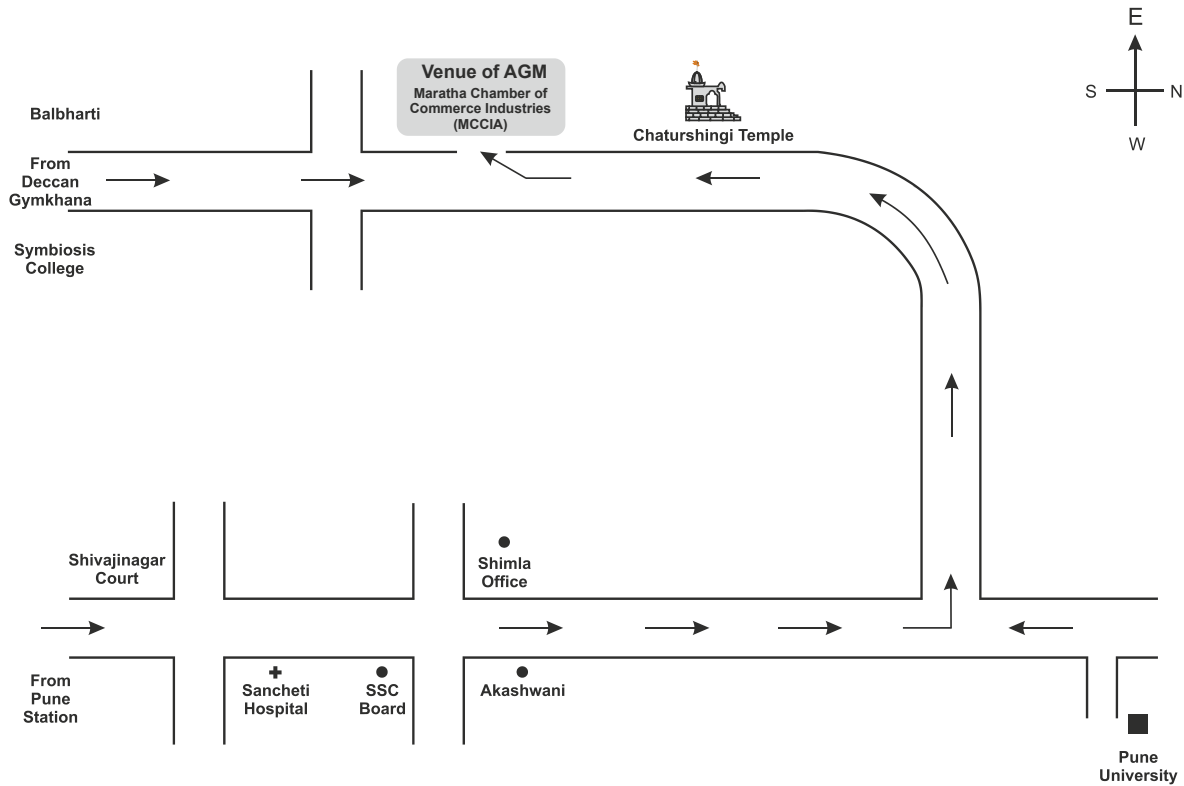 E
S
N
W
Venue of AGM
Maratha Chamber of
Commerce Industries
(MCCIA)
Chaturshingi Temple
Balbharti
From
Deccan
Gymkhana
Symbiosis
College
Shivajinagar
Court
Shimla
Office
From
Pune
Station
Sancheti
Hospital
SSC
Board
Akashwani
Pune
University